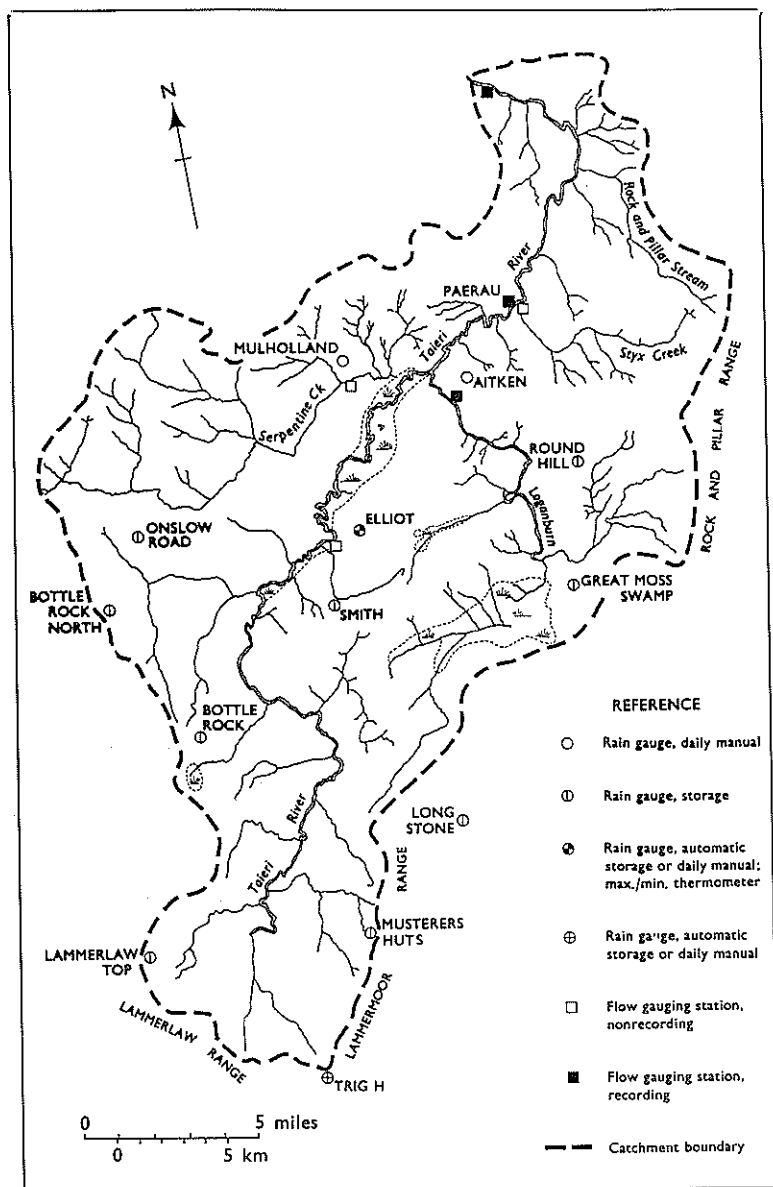 N
Rock and Pillar Stream
PAERAU
River
Taieri
Styx Creek
MULHOLLAND
AITKEN
Serpentine Ck
ROUND
HILL
ROCK AND PILLAR RANGE
Loganburn
ONSLOW
ROAD
ELLIOT
GREAT MOSS
SWAMP
BOTTLE
ROCK
NORTH
SMITH
BOTTLE
ROCK
LONG
STONE
Taieri River
MUSTERERS
HUTS
LAMMERLAW
TOP
LAMMERLAW RANGE
LAMMERMOOR RANGE
TRIG H
REFERENCE
Rain gauge, daily manual
Rain gauge, storage
Rain gauge, automatic
storage or daily manual;
max./min. thermometer
Rain gauge, automatic
storage or daily manual
Flow gauging station,
nonrecording
Flow gauging station,
recording
Catchment boundary
0 5 miles
0 5 km